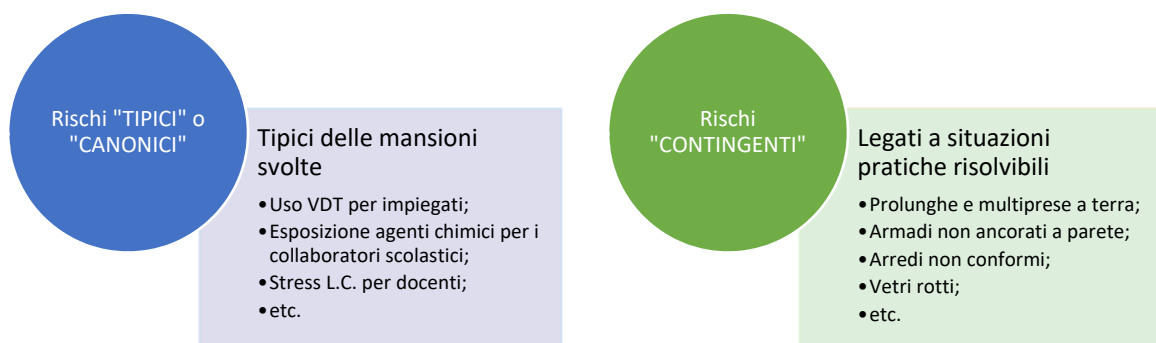 Rischi "TIPICI" o
"CANONICI"
Tipici delle mansioni
svolte
•Uso VDT per impiegati;
•Esposizione agenti chimici per i
collaboratori scolastici;
•Stress L.C. per docenti;
•etc.
Rischi
"CONTINGENTI"
Legati a situazioni
pratiche risolvibili
•Prolunghe e multiprese a terra;
•Armadi non ancorati a parete;
•Arredi non conformi;
•Vetri rotti;
•etc.